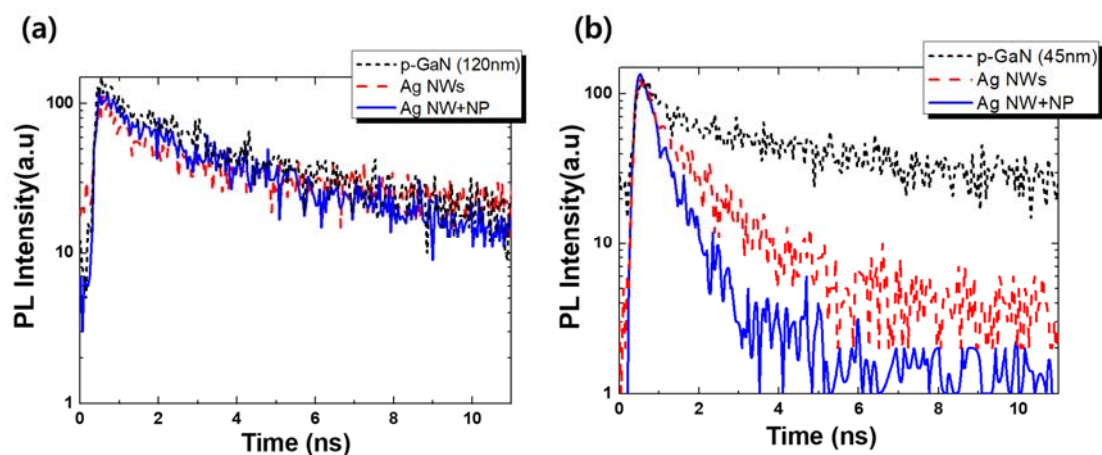 (a)
p-GaN (120nm)
Ag NWs
Ag NW+NP
100
10
1
PL Intensity(a.u)
0 2 4 6 8 10
Time (ns)
(b)
p-GaN (45nm)
Ag NWs
Ag NW+NP
100
10
1
PL Intensity(a.u)
0 2 4 6 8 10
Time (ns)